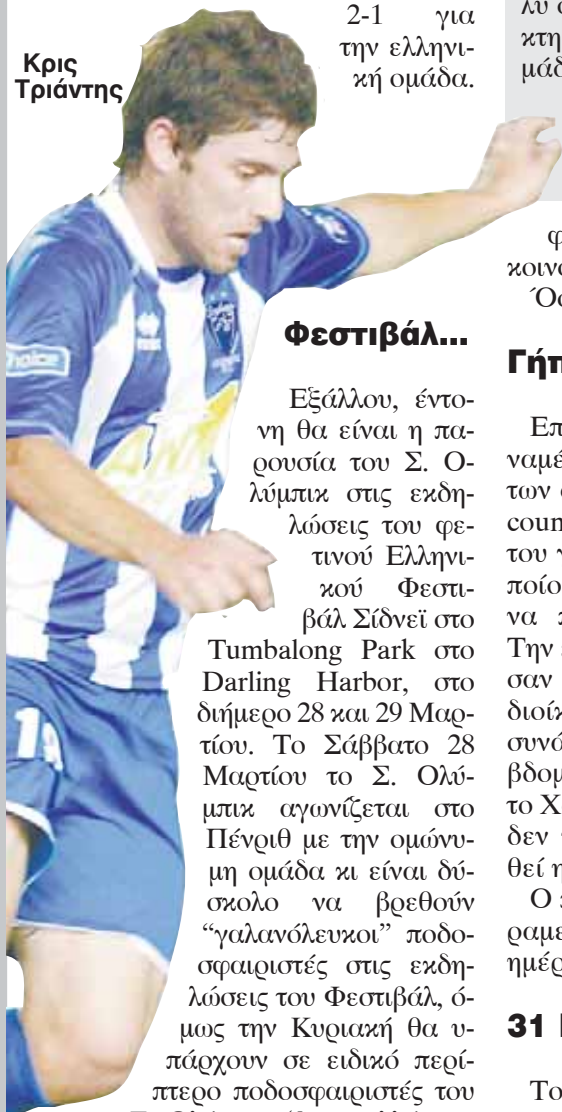 Κρις
Τριάντης
2-1 για
την ελληνι-
κή ομάδα.
Φεστιβάλ...
Εξάλλου, έντο-
νη θα είναι η πα-
ρουσία του Σ. Ο-
λύμπικ στις εκδη-
λώσεις του φε-
τινού Ελληνι-
κού Φεστι-
βάλ Σίδνεϊ στο
Tumbalong Park στο
Darling Harbor, στο
διήμερο 28 και 29 Μαρ-
τίου. Το Σάββατο 28
Μαρτίου το Σ. Ολύ-
μπικ αγωνίζεται στο
Πένριθ με την ομώνυ-
μη ομάδα κι είναι δύ-
σκολο να βρεθούν
“γαλανόλευκοι” ποδο-
σφαιριστές στις εκδη-
λώσεις του Φεστιβάλ, ό-
μως την Κυριακή θα υ-
πάρχουν σε ειδικό περί-
πτερο ποδοσφαιριστές του
κοινο
Γήπ
Επ
ναμέ
των
coun
του
ποίο
να
Την
σαν
διοίκ
συνά
βδομ
το Χ
δεν
θεί η
Ο
ραμε
ημέρ
31
Το